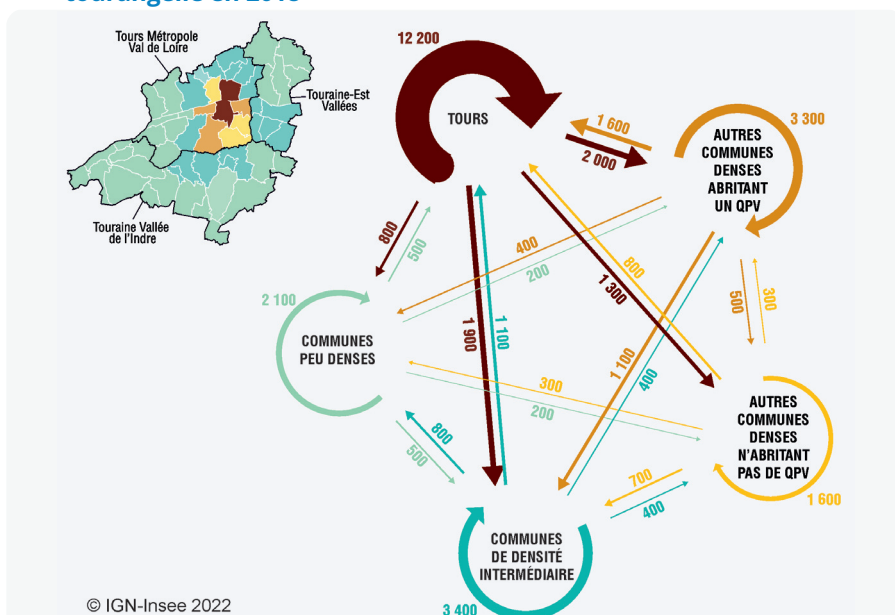 12 200
Tours Métropole
Val de Loire
Touraine-Est
Vallées
Touraine Vallée
de l'Indre
TOURS
1 600
2 000
3 300
AUTRES
COMMUNES
DENSES
ABRITANT
UN QPV
800
500
400
200
800
1 300
500
300
2 100
COMMUNES
PEU DENSES
1 900
1 100
1 100
400
300
200
AUTRES
COMMUNES
DENSES
N'ABRITANT
PAS DE QPV
1 600
800
500
700
400
COMMUNES
DE DENSITÉ
INTERMÉDIAIRE
3 400
© IGN-Insee 2022